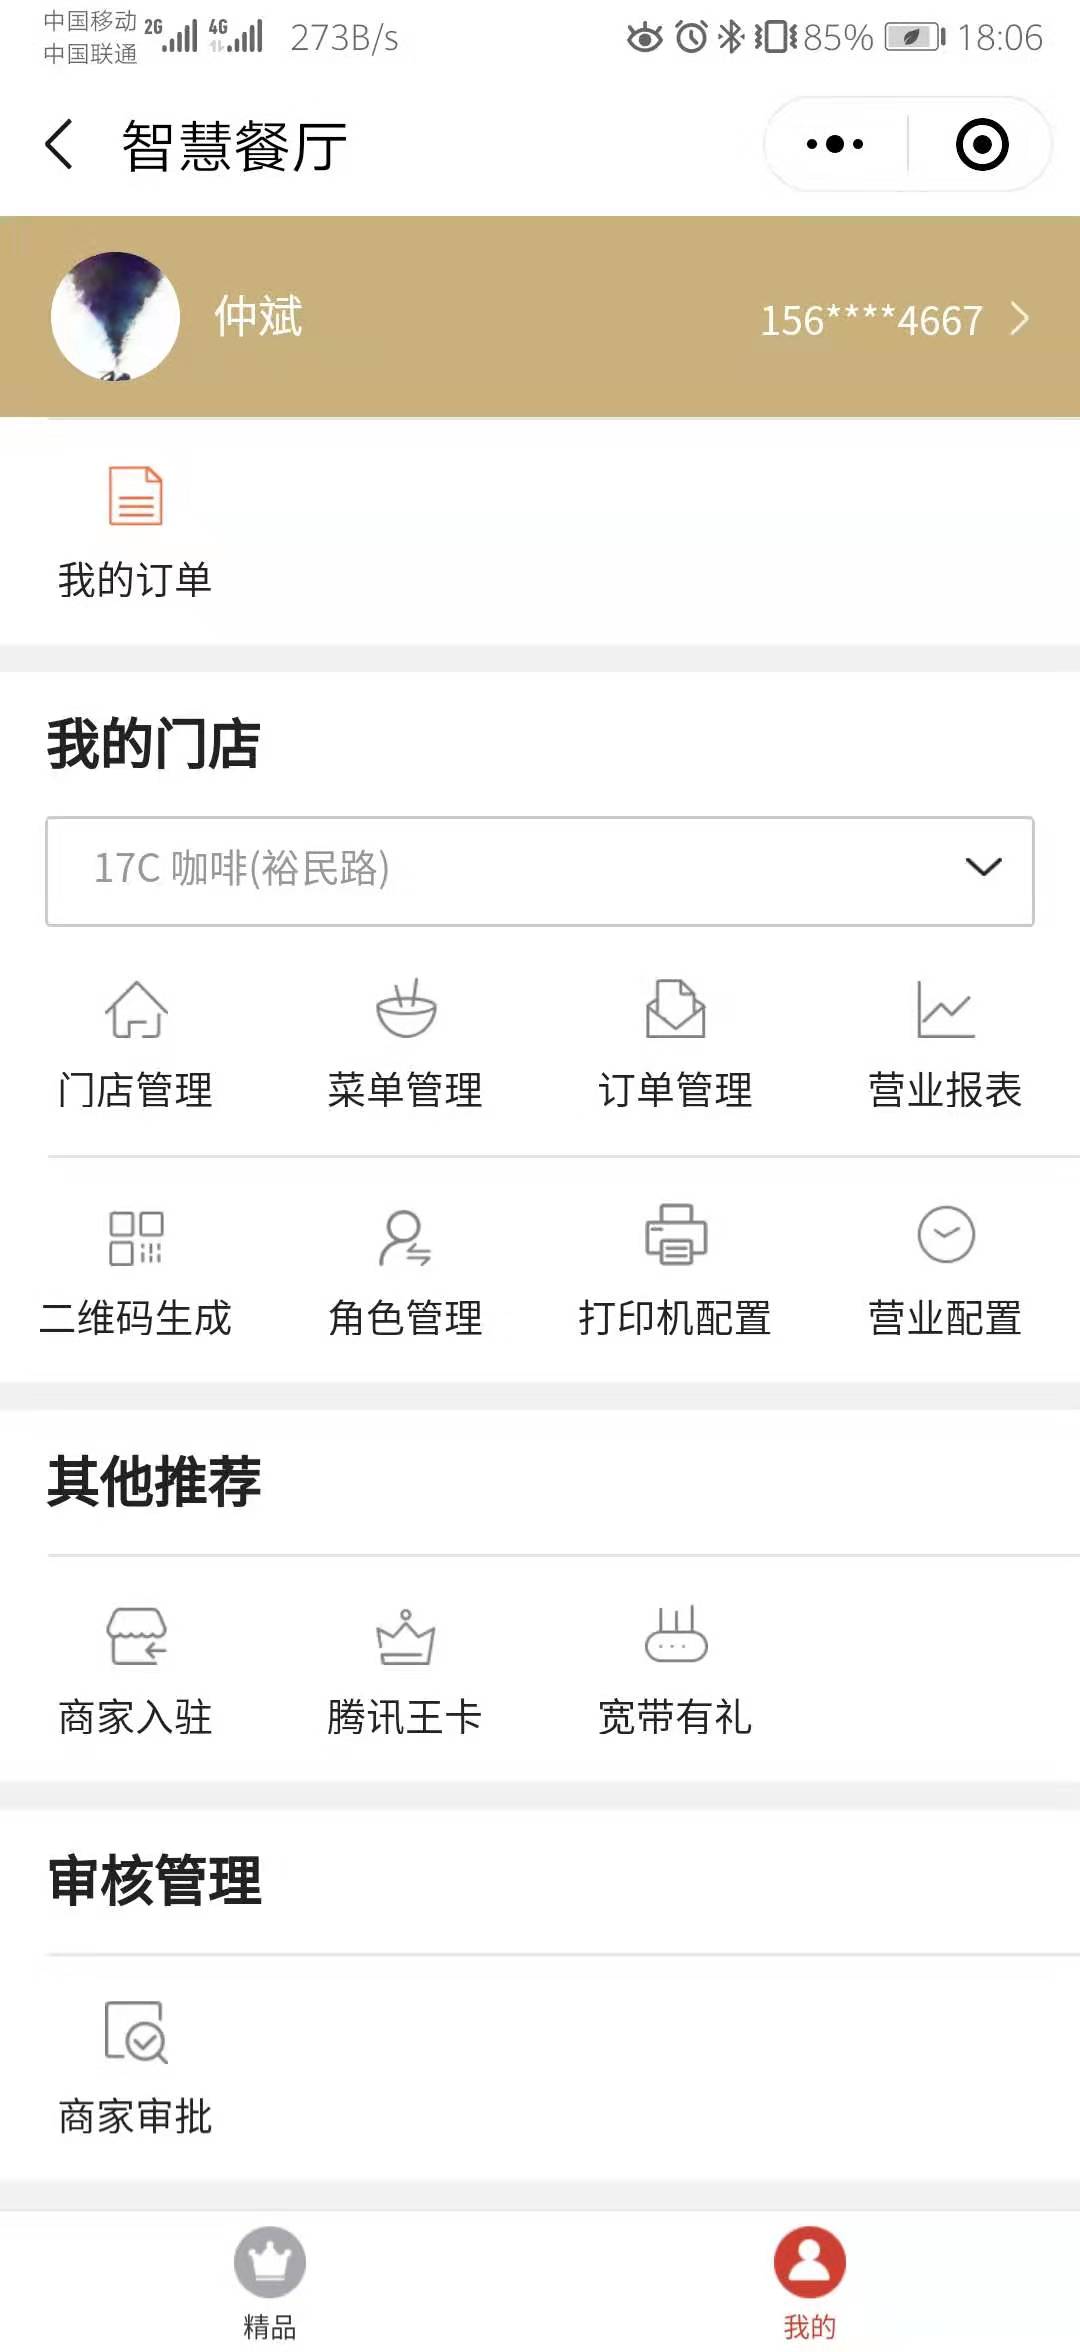 中国移动 2G 4G 273B/s 85% 18:06
中国联通
智慧餐厅
仲斌 156****4667
我的订单
我的门店
17C 咖啡(裕民路)
门店管理 菜单管理 订单管理 营业报表
二维码生成 角色管理 打印机配置 营业配置
其他推荐
商家入驻 腾讯王卡 宽带有礼
审核管理
商家审批
精品 我的